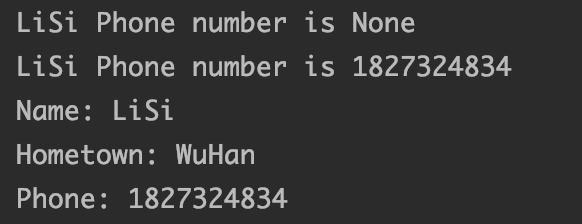 LiSi Phone number is None
LiSi Phone number is 1827324834
Name: LiSi
Hometown: WuHan
Phone: 1827324834